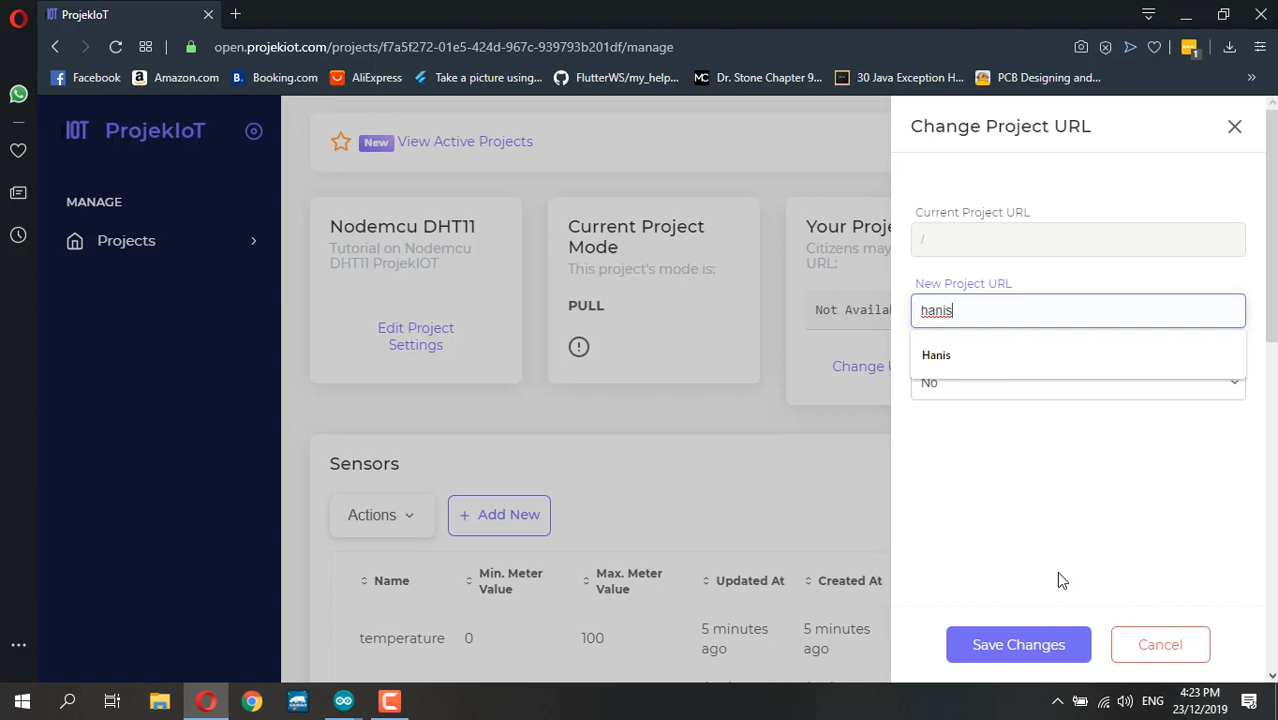 ProjekIoT
open.projekiot.com/projects/f7a5f272-01e5-424d-967c-939793b201df/manage
1
Facebook
Amazon.com
Booking.com
AliExpress
Take a picture using...
FlutterWS/my_help...
Dr. Stone Chapter 9...
30 Java Exception H...
PCB Designing and...
IOT ProjekIoT
MANAGE
Projects
New View Active Projects
Nodemcu DHT11
Tutorial on Nodemcu
DHT11 ProjekIOT
Edit Project
Settings
Current Project
Mode
This project's mode is:
PULL
Your Proj
Citizens may
URL:
Not Availa
Change U
Sensors
Actions
+ Add New
Name
Min. Meter
Value
Max. Meter
Value
Updated At
Created At
temperature
0
100
5 minutes
ago
5 minutes
ago
Change Project URL
Current Project URL
/
New Project URL
hanis
Hanis
No
Save Changes
Cancel
ENG
4:23 PM
23/12/2019